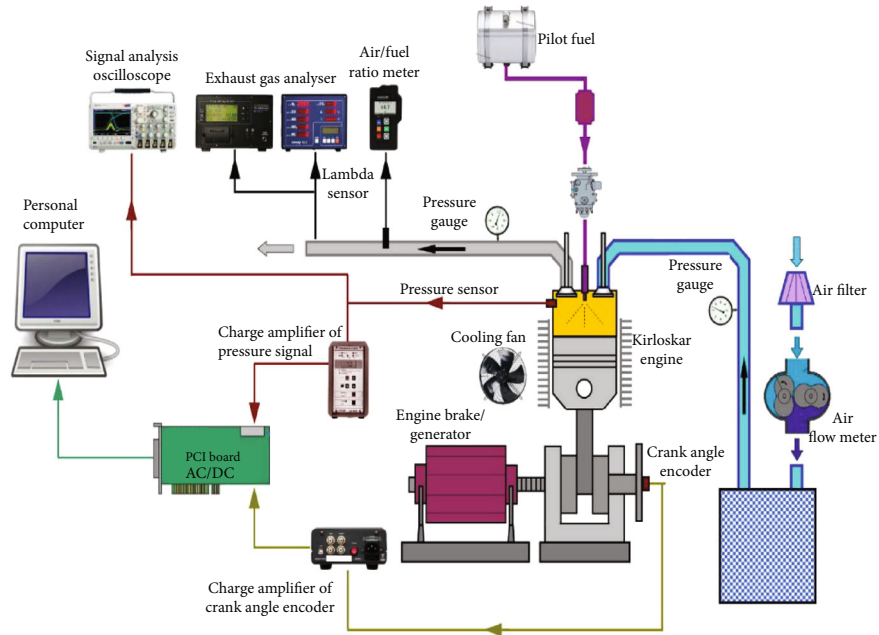 Pilot fuel
Signal analysis
oscilloscope
Exhaust gas analyser
Air/fuel
ratio meter
Lambda
sensor
Personal
computer
Pressure
gauge
Pressure
gauge
Air filter
Pressure sensor
Charge amplifier of
pressure signal
Cooling fan
Kirloskar
engine
Air
flow meter
Engine brake/
generator
Crank angle
encoder
PCI board
AC/DC
Charge amplifier of
crank angle encoder